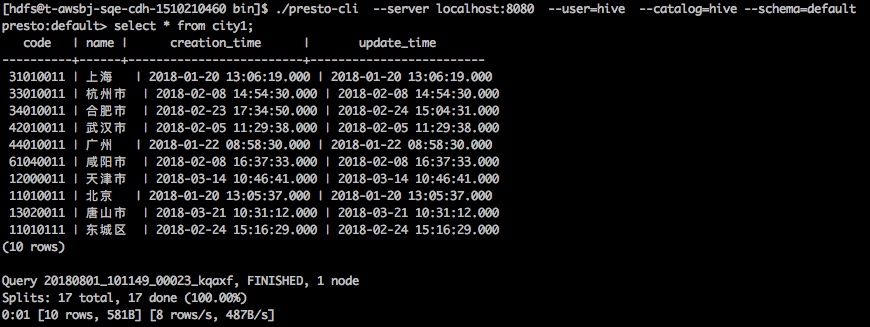 [hdfs@t-awsbj-sqe-cdh-1510210460 bin]$ ./presto-cli --server localhost:8080 --user=hive --catalog=hive --schema=default
presto:default> select * from city1;
code | name | creation_time | update_time
----------+------+-------------------------+-------------------------
31010011 | 上海 | 2018-01-20 13:06:19.000 | 2018-01-20 13:06:19.000
33010011 | 杭州市 | 2018-02-08 14:54:30.000 | 2018-02-08 14:54:30.000
34010011 | 合肥市 | 2018-02-23 17:34:50.000 | 2018-02-24 15:04:31.000
42010011 | 武汉市 | 2018-02-05 11:29:38.000 | 2018-02-05 11:29:38.000
44010011 | 广州 | 2018-01-22 08:58:30.000 | 2018-01-22 08:58:30.000
61040011 | 咸阳市 | 2018-02-08 16:37:33.000 | 2018-02-08 16:37:33.000
12000011 | 天津市 | 2018-03-14 10:46:41.000 | 2018-03-14 10:46:41.000
11010011 | 北京 | 2018-01-20 13:05:37.000 | 2018-01-20 13:05:37.000
13020011 | 唐山市 | 2018-03-21 10:31:12.000 | 2018-03-21 10:31:12.000
11010111 | 东城区 | 2018-02-24 15:16:29.000 | 2018-02-24 15:16:29.000
(10 rows)
Query 20180801_101149_00023_kqaxf, FINISHED, 1 node
Splits: 17 total, 17 done (100.00%)
0:01 [10 rows, 581B] [8 rows/s, 487B/s]